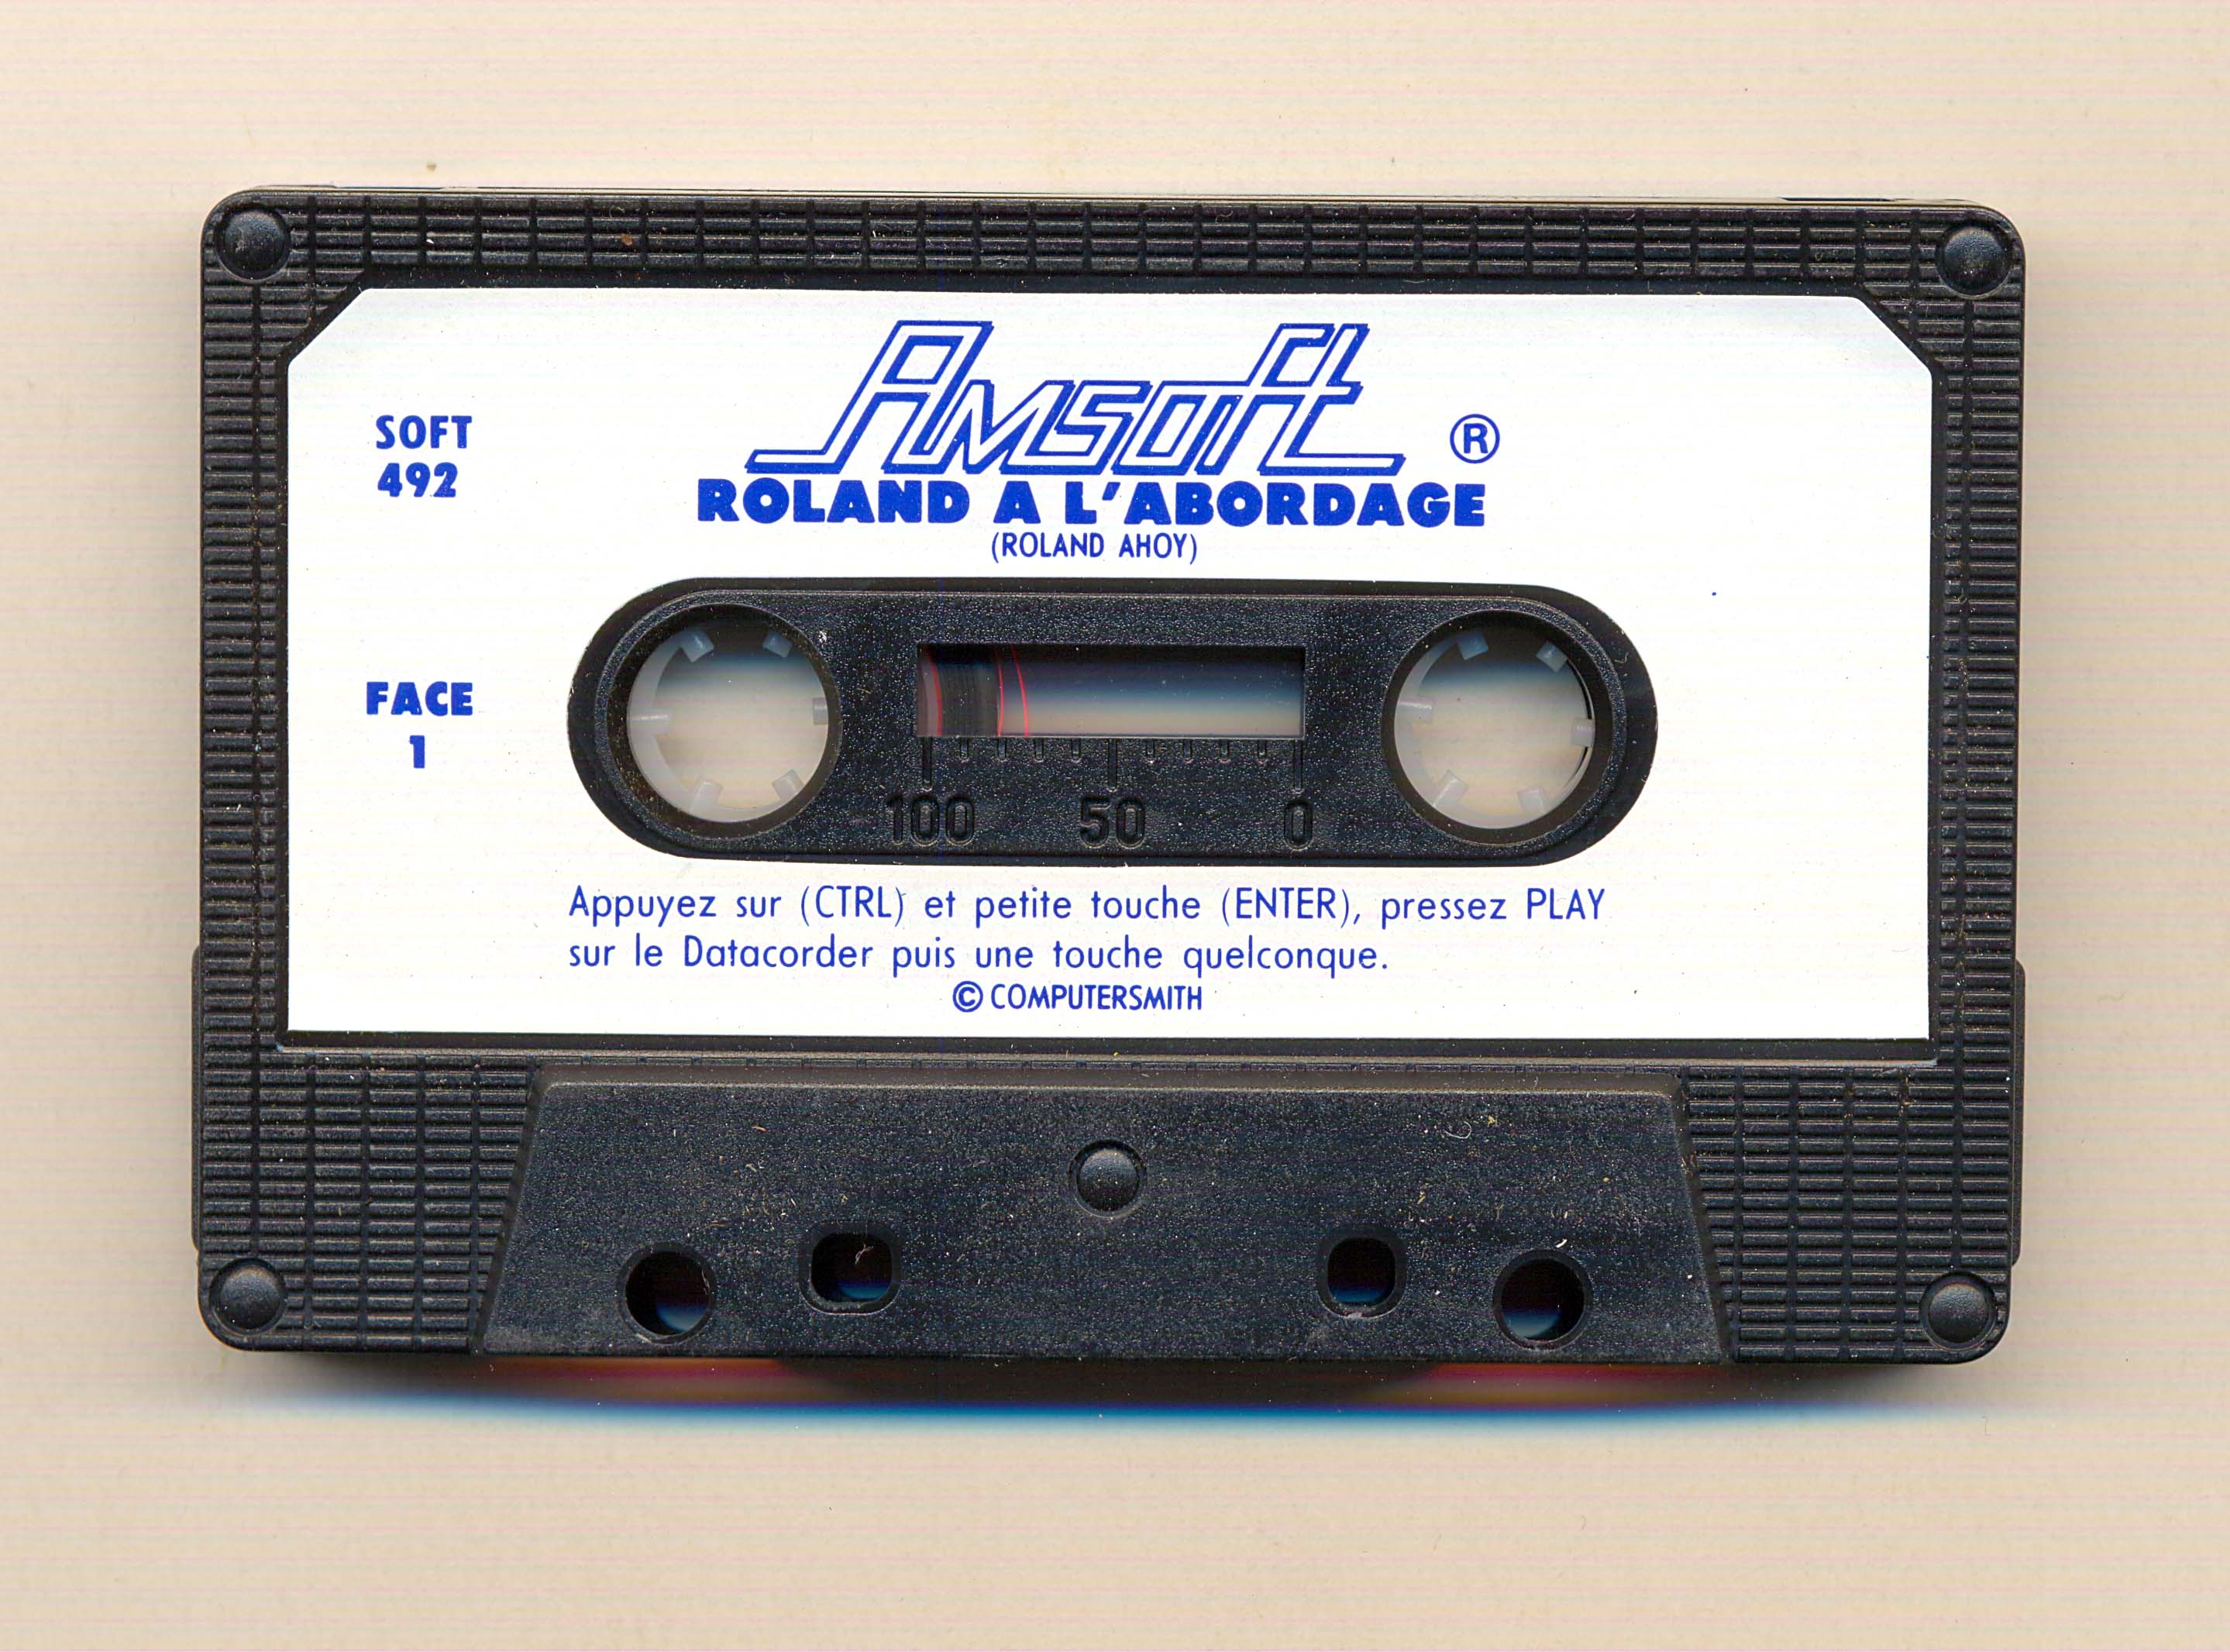 SOFT
492
Amsoft ®
ROLAND A L'ABORDAGE
(ROLAND AHOY)
FACE
1
100 50 0
Appuyez sur (CTRL) et petite touche (ENTER), pressez PLAY
sur le Datacorder puis une touche quelconque.
© COMPUTERSMITH